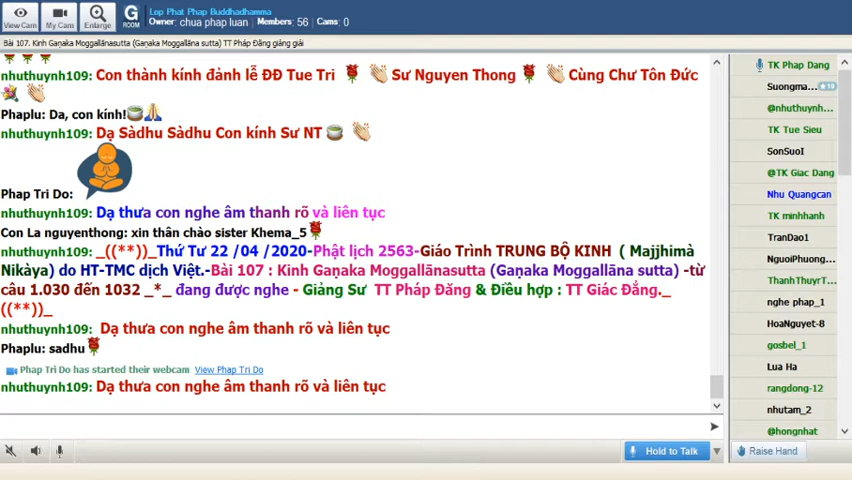 View Cam
My Cam
Enlarge
G
ROOM
Lop Phat Phap Buddhadhamma
Owner: chua phap luan Members: 56 Cams: 0
Bài 107. Kinh Gaṇaka Moggallānasutta (Gaṇaka Moggallāna sutta) TT Pháp Đăng giảng giải
nhuthuynh109: Con thành kính đảnh lễ ĐĐ Tue Tri Sư Nguyen Thong Cùng Chư Tôn Đức
Phaplu: Da, con kính!
nhuthuynh109: Dạ Sàdhu Sàdhu Con kính Sư NT
Phap Tri Do:
nhuthuynh109: Dạ thưa con nghe âm thanh rõ và liên tục
Con La nguyenthong: xin thân chào sister Khema_5
nhuthuynh109: _((**))_Thứ Tư 22 /04 /2020-Phật lịch 2563-Giáo Trình TRUNG BỘ KINH ( Majjhimà
Nikàya) do HT-TMC dịch Việt.-Bài 107 : Kinh Gaṇaka Moggallānasutta (Gaṇaka Moggallāna sutta) -từ
câu 1.030 đến 1032 _*_ đang được nghe - Giảng Sư TT Pháp Đăng & Điều hợp : TT Giác Đẳng._
((**))_
nhuthuynh109: Dạ thưa con nghe âm thanh rõ và liên tục
Phaplu: sadhu
Phap Tri Do has started their webcam View Phap Tri Do
nhuthuynh109: Dạ thưa con nghe âm thanh rõ và liên tục
Hold to Talk
Raise Hand
TK Phap Dang
Suongma... 10
@nhuthuynh...
TK Tue Sieu
SonSuoI
@TK Giac Dang
Nhu Quangcan
TK minhhanh
TranDao1
NguoiPhuong...
ThanhThuyrT...
nghe phap_1
HoaNguyet-8
gosbel_1
Lua Ha
rangdong-12
nhutam_2
@hongnhat